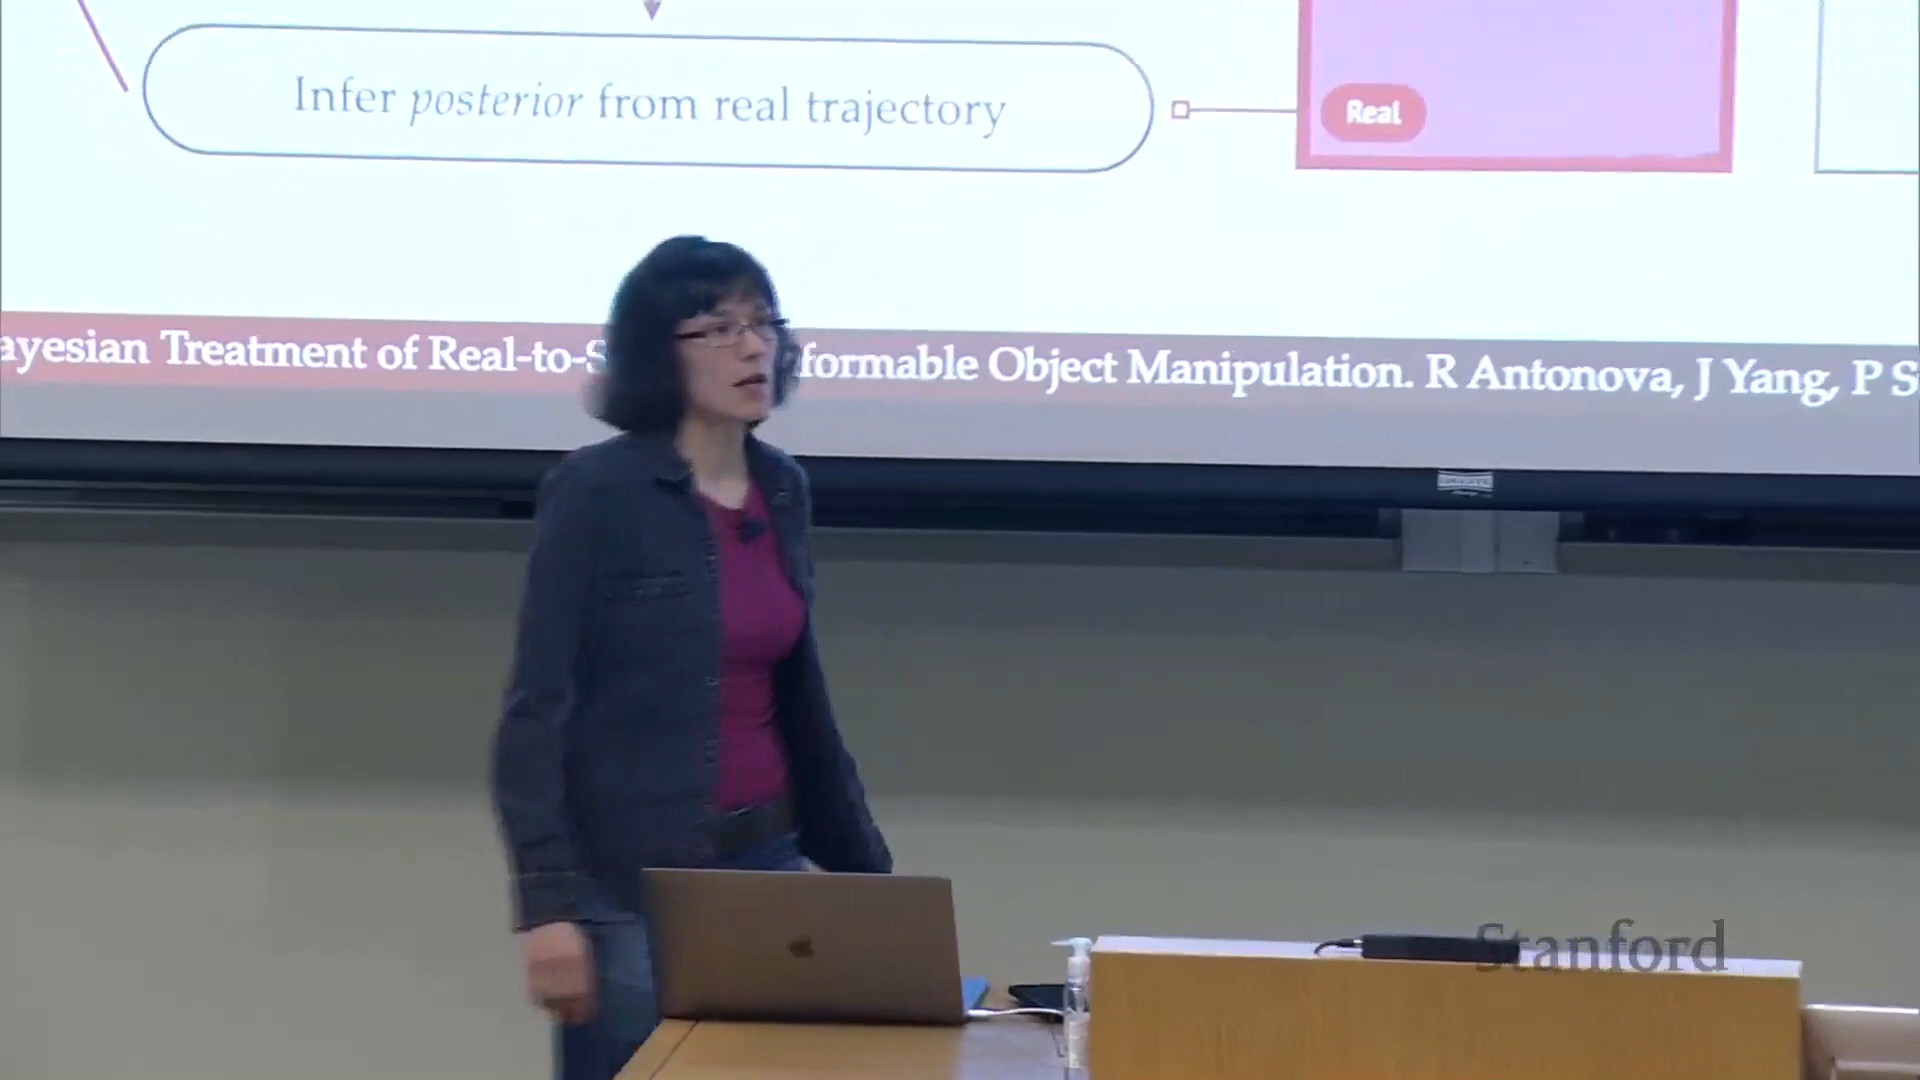 Infer posterior from real trajectory
Real
ayesian Treatment of Real-to-S formable Object Manipulation. R Antonova, J Yang, P S
Stanford